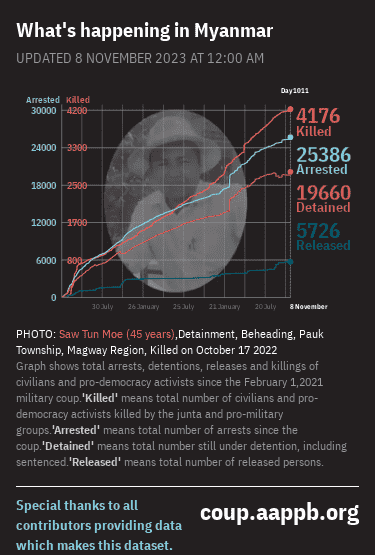 What's happening in Myanmar
UPDATED 8 NOVEMBER 2023 AT 12:00 AM
Day1011
Arrested Killed
30000 4200
24000 3300
18000 2500
12000 1700
6000 800
0
4176
Killed
25386
Arrested
19660
Detained
5726
Released
30 July 26 January 25 July 21 January 20 July 8 November
PHOTO: Saw Tun Moe (45 years),Detainment, Beheading, Pauk
Township, Magway Region, Killed on October 17 2022
Graph shows total arrests, detentions, releases and killings of
civilians and pro-democracy activists since the February 1,2021
military coup.'Killed' means total number of civilians and pro-
democracy activists killed by the junta and pro-military
groups.'Arrested' means total number of arrests since the
coup.'Detained' means total number still under detention, including
sentenced.'Released' means total number of released persons.
Special thanks to all
contributors providing data
which makes this dataset.
coup.aappb.org